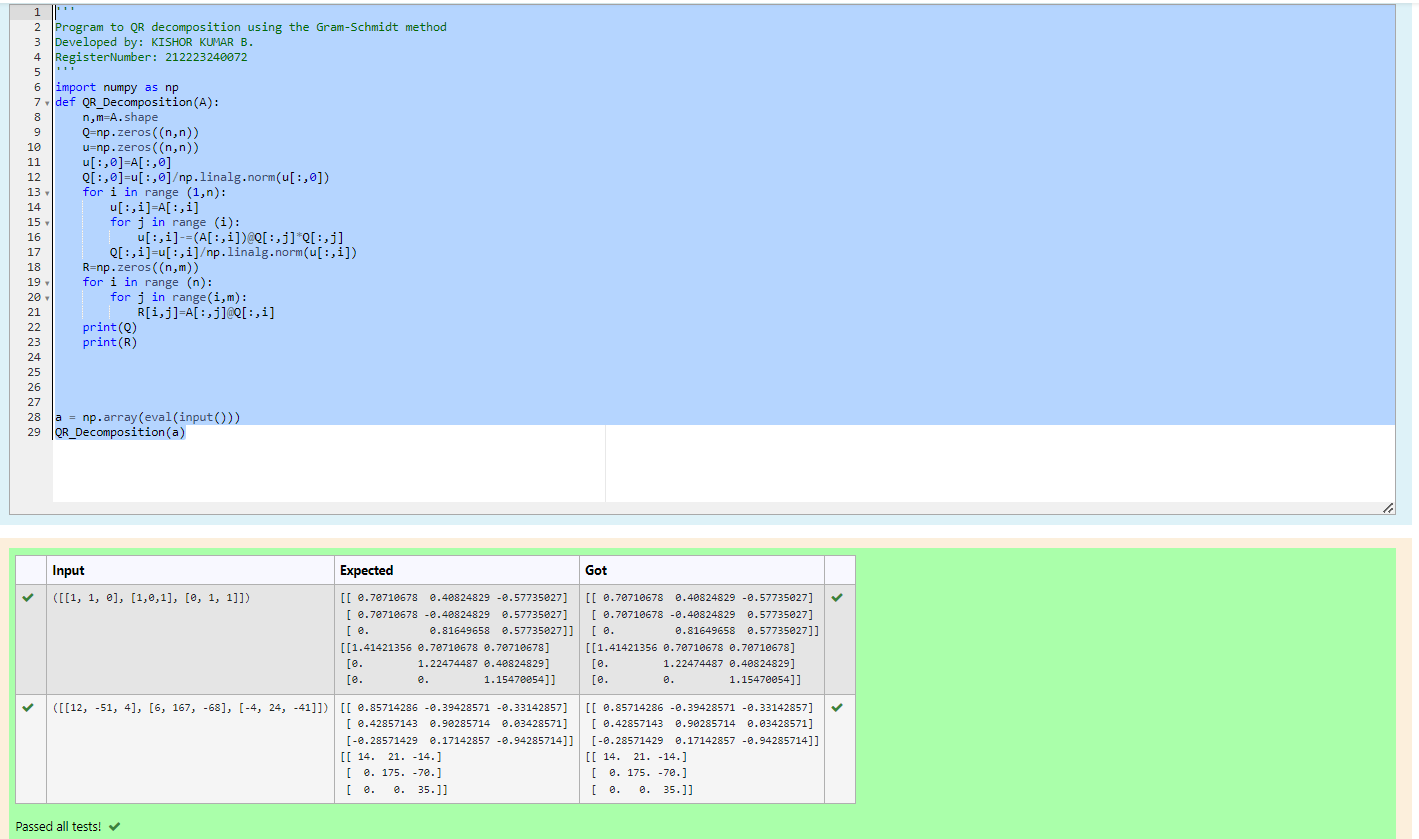 1 '''
2 Program to QR decomposition using the Gram-Schmidt method
3 Developed by: KISHOR KUMAR B.
4 RegisterNumber: 212223240072
5 '''
6 import numpy as np
7 def QR_Decomposition(A):
8     n,m=A.shape
9     Q=np.zeros((n,n))
10     u=np.zeros((n,n))
11     u[:,0]=A[:,0]
12     Q[:,0]=u[:,0]/np.linalg.norm(u[:,0])
13     for i in range (1,n):
14         u[:,i]=A[:,i]
15         for j in range (i):
16             u[:,i]-=(A[:,i])@Q[:,j]*Q[:,j]
17         Q[:,i]=u[:,i]/np.linalg.norm(u[:,i])
18     R=np.zeros((n,m))
19     for i in range (n):
20         for j in range(i,m):
21             R[i,j]=A[:,j]@Q[:,i]
22     print(Q)
23     print(R)
24
25
26
27
28 a = np.array(eval(input()))
29 QR_Decomposition(a)
Input Expected Got
([[1, 1, 0], [1,0,1], [0, 1, 1]]) [[ 0.70710678  0.40824829 -0.57735027] [[ 0.70710678  0.40824829 -0.57735027]
[ 0.70710678 -0.40824829  0.57735027] [ 0.70710678 -0.40824829  0.57735027]
[ 0.          0.81649658  0.57735027]] [ 0.          0.81649658  0.57735027]]
[[1.41421356 0.70710678 0.70710678] [[1.41421356 0.70710678 0.70710678]
[0.         1.22474487 0.40824829] [0.         1.22474487 0.40824829]
[0.         0.         1.15470054]] [0.         0.         1.15470054]]
([[12, -51, 4], [6, 167, -68], [-4, 24, -41]]) [[ 0.85714286 -0.39428571 -0.33142857] [[ 0.85714286 -0.39428571 -0.33142857]
[ 0.42857143  0.90285714  0.03428571] [ 0.42857143  0.90285714  0.03428571]
[-0.28571429  0.17142857 -0.94285714]] [-0.28571429  0.17142857 -0.94285714]]
[[ 14.  21. -14.] [[ 14.  21. -14.]
[  0. 175. -70.] [  0. 175. -70.]
[  0.   0.  35.]] [  0.   0.  35.]]
Passed all tests!